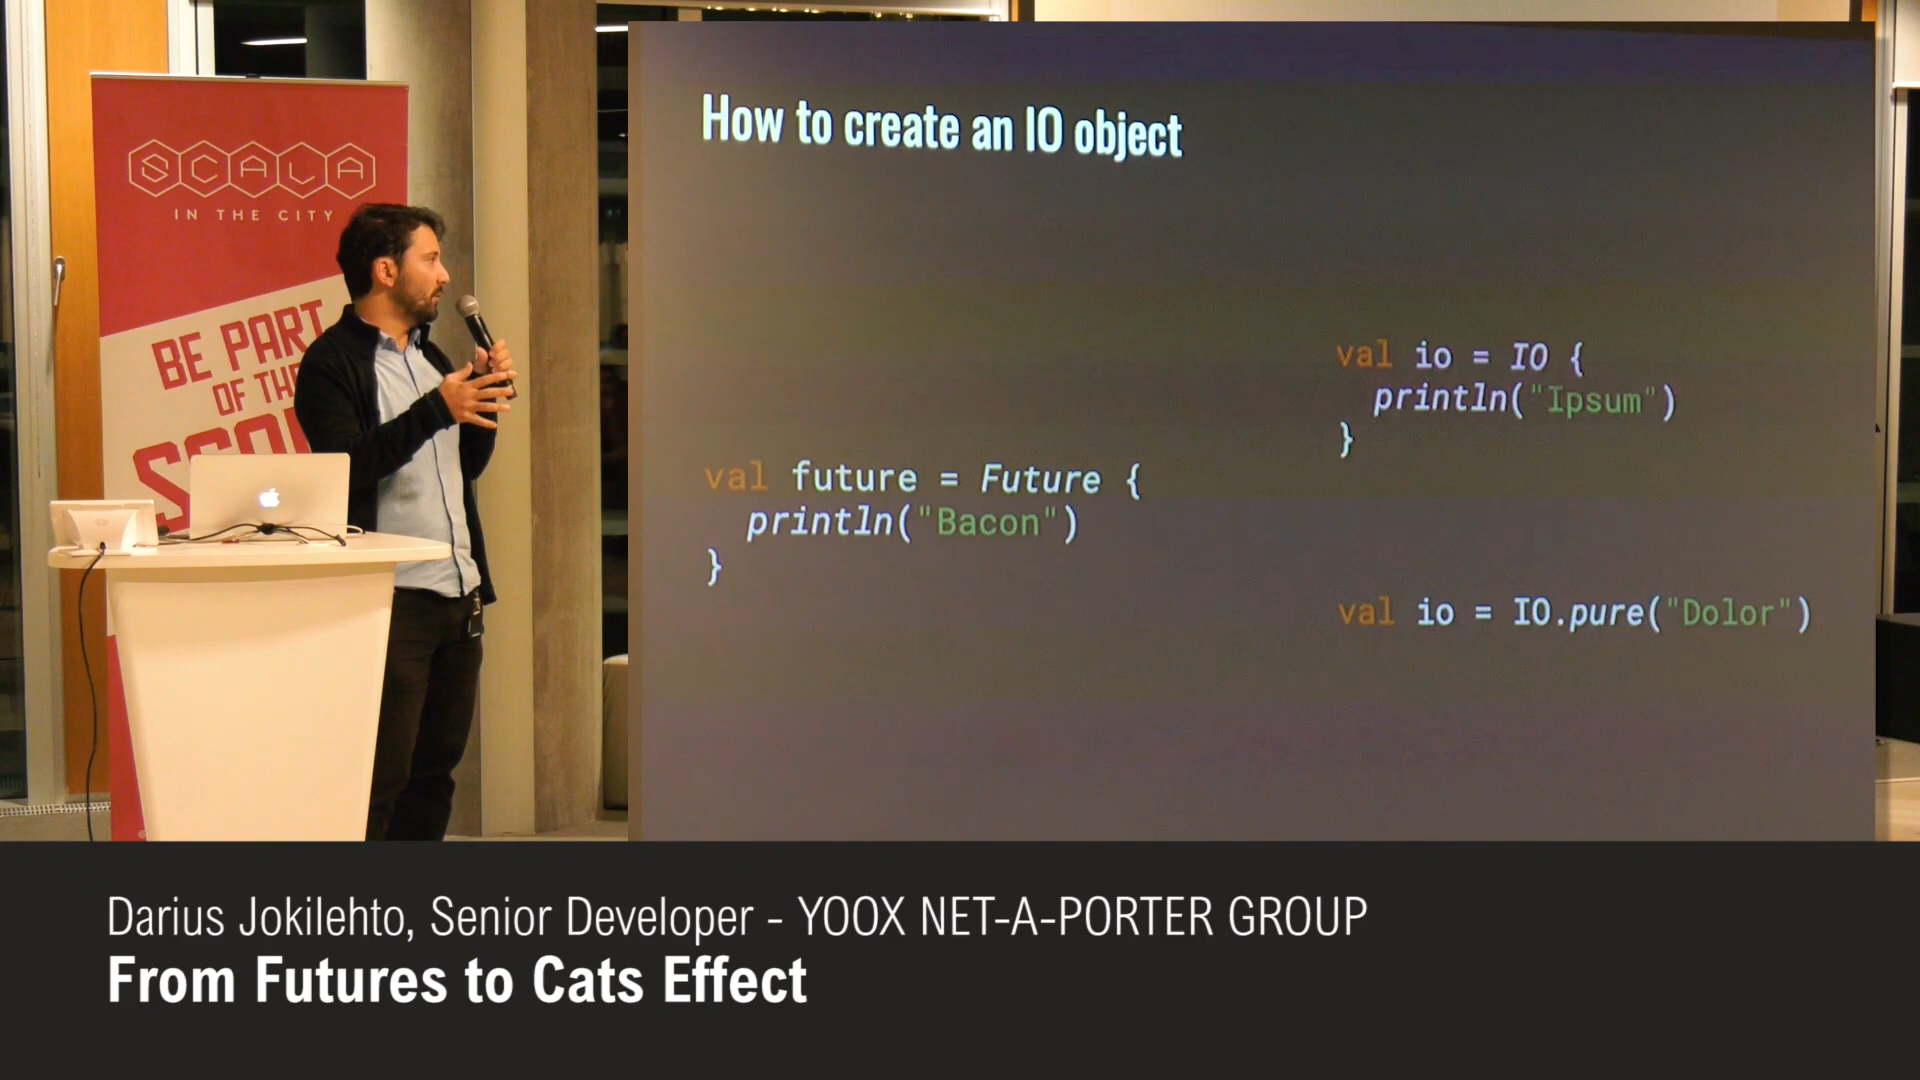 SCALA
IN THE CITY
BE PART
OF THE
How to create an IO object
val future = Future {
println("Bacon")
}
val io = IO {
println("Ipsum")
}
val io = IO.pure("Dolor")
Darius Jokilehto, Senior Developer - YOOX NET-A-PORTER GROUP
From Futures to Cats Effect